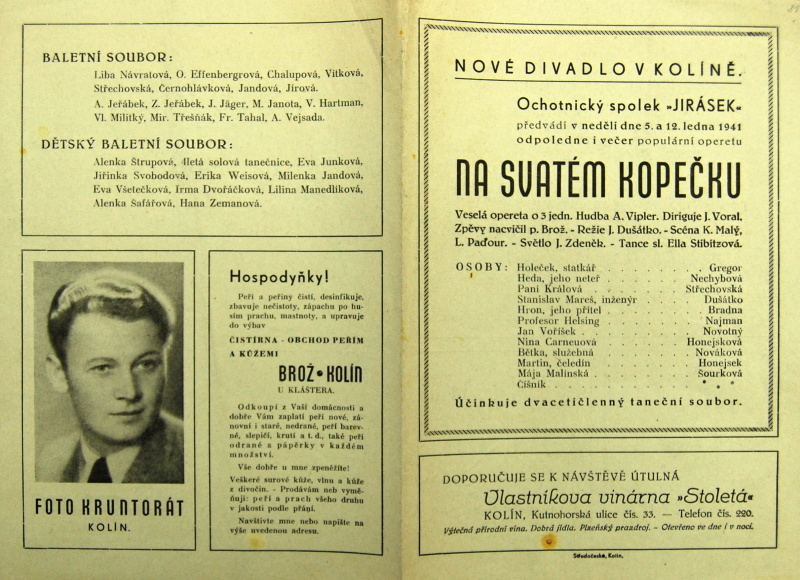 BALETNÍ SOUBOR:
Liba Návratová, O. Effenbergrová, Chalupová, Vitková,
Střechovská, Černohlávková, Jandová, Jirová.
A. Jeřábek, Z. Jeřábek, J. Jäger, M. Janota, V. Hartman,
Vl. Militký, Mir. Třešňák, Fr. Tahal, A. Vejsada.
DĚTSKÝ BALETNÍ SOUBOR:
Alenka Štrupová, 4letá solová tanečnice, Eva Junková,
Jiřinka Svobodová, Erika Weisová, Milenka Jandová,
Eva Všetečková, Irma Dvořáčková, Lilina Manedlíková,
Alenka Šafářová, Hana Zemanová.
FOTO KRUNTORÁT
KOLÍN.
Hospodyňky!
Peří a peřiny čistí, desinfikuje,
zbavuje nečistoty, zápachu po hu-
sím prachu, mastnoty, a upravuje
do výbav
ČISTÍRNA - OBCHOD PEŘÍM
A KŮŽEMI
BROŽ • KOLÍN
U KLÁŠTERA.
Odkoupí z Vaší domácnosti a
dobře Vám zaplatí peří nové, zá-
novní i staré, nedrané, peří barev-
né, slepičí, krutí a t. d., také peří
odrané a pápěrky v každém
množství.
Vše dobře u mne zpeněžíte!
Veškeré surové kůže, vlnu a kůže
z divočin. - Prodávám neb vymě-
ňuji: peří a prach všeho druhu
v jakosti podle přání.
Navštivte mne nebo napište na
výše uvedenou adresu.
NOVÉ DIVADLO V KOLÍNĚ.
Ochotnický spolek »JIRÁSEK«
předvádí v neděli dne 5. a 12. ledna 1941
odpoledne i večer populární operetu
NA SVATÉM KOPEČKU
Veselá opereta o 3 jedn. Hudba A. Vipler. Diriguje J. Voral.
Zpěvy nacvičil p. Brož. - Režie J. Dušátko. - Scéna K. Malý,
L. Paďour. - Světlo J. Zdeněk. - Tance sl. Ella Stibitzová.
OSOBY: Holeček, statkář . . . . . . . Gregor
Heda, jeho neteř . . . . . . . Nechybová
Paní Králová . . . . . . . Střechovská
Stanislav Mareš, inženýr . . . . Dušátko
Hron, jeho přítel . . . . . . . Bradna
Profesor Helsing . . . . . . . Najman
Jan Voříšek . . . . . . . Novotný
Nina Carneuová . . . . . . . Honejsková
Bětka, služebná . . . . . . . Nováková
Martin, čeledín . . . . . . . Honejsek
Mája Malinská . . . . . . . Šourková
Číšník . . . . . . . * * *
Účinkuje dvacetičlenný taneční soubor.
DOPORUČUJE SE K NÁVŠTĚVĚ ÚTULNÁ
Vlastníkova vinárna »Stoletá«
KOLÍN, Kutnohorská ulice čís. 33. — Telefon čís. 220.
Výtečná přírodní vína. Dobrá jídla. Plzeňský prazdroj. - Otevřeno ve dne i v noci.
Středočeská, Kolín.